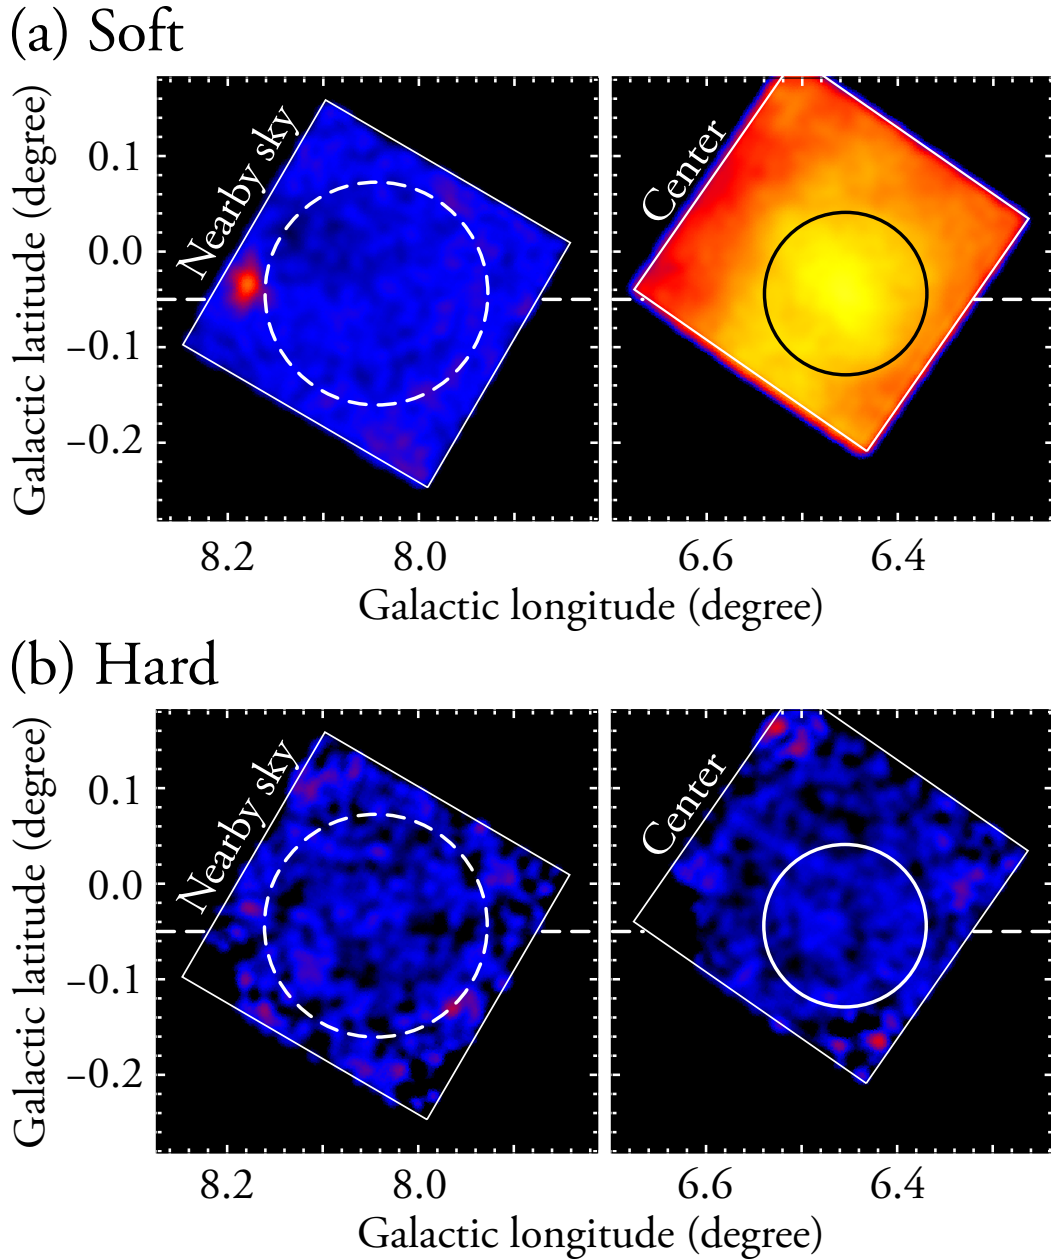 (a) Soft
Galactic latitude (degree)
0.1
0.0
−0.1
−0.2
Nearby sky
Center
8.2 8.0 6.6 6.4
Galactic longitude (degree)
(b) Hard
Galactic latitude (degree)
0.1
0.0
−0.1
−0.2
Nearby sky
Center
8.2 8.0 6.6 6.4
Galactic longitude (degree)